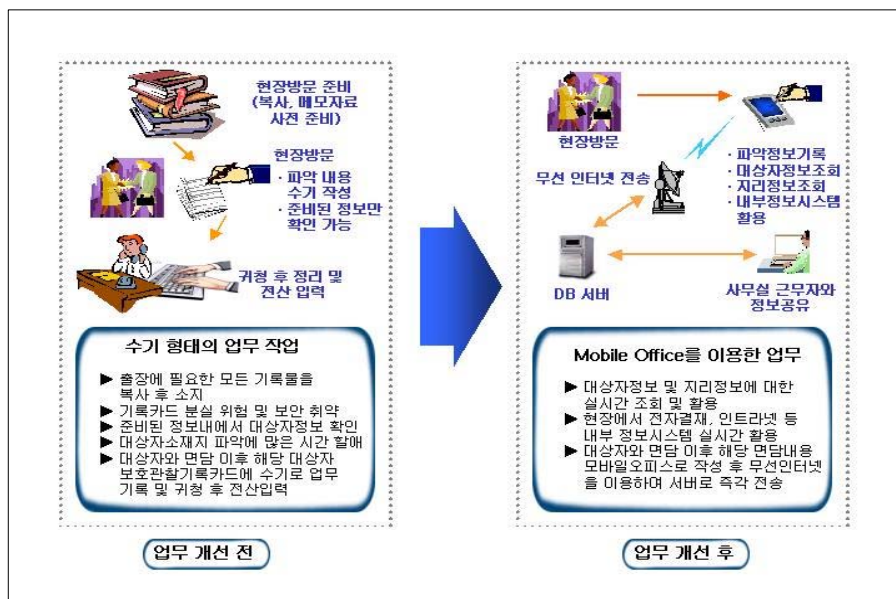 현장방문 준비
(복사, 메모자료
사전 준비)
현장방문
· 파악 내용
수기 작성
· 준비된 정보만
확인 가능
귀청 후 정리 및
전산 입력
수기 형태의 업무 작업
▶ 출장에 필요한 모든 기록물을
복사 후 소지
▶ 기록카드 분실 위험 및 보안 취약
▶ 준비된 정보내에서 대상자정보 확인
▶ 대상자소재지 파악에 많은 시간 할애
▶ 대상자와 면담 이후 해당 대상자
보호관찰기록카드에 수기로 업무
기록 및 귀청 후 전산입력
업무 개선 전
현장방문
무선 인터넷 전송
· 파악정보기록
· 대상자정보조회
· 지리정보조회
· 내부정보시스템
활용
DB 서버
사무실 근무자와
정보공유
Mobile Office를 이용한 업무
▶ 대상자정보 및 지리정보에 대한
실시간 조회 및 활용
▶ 현장에서 전자결재, 인트라넷 등
내부 정보시스템 실시간 활용
▶ 대상자와 면담 이후 해당 면담내용
모바일오피스로 작성 후 무선인터넷
을 이용하여 서버로 즉각 전송
업무 개선 후